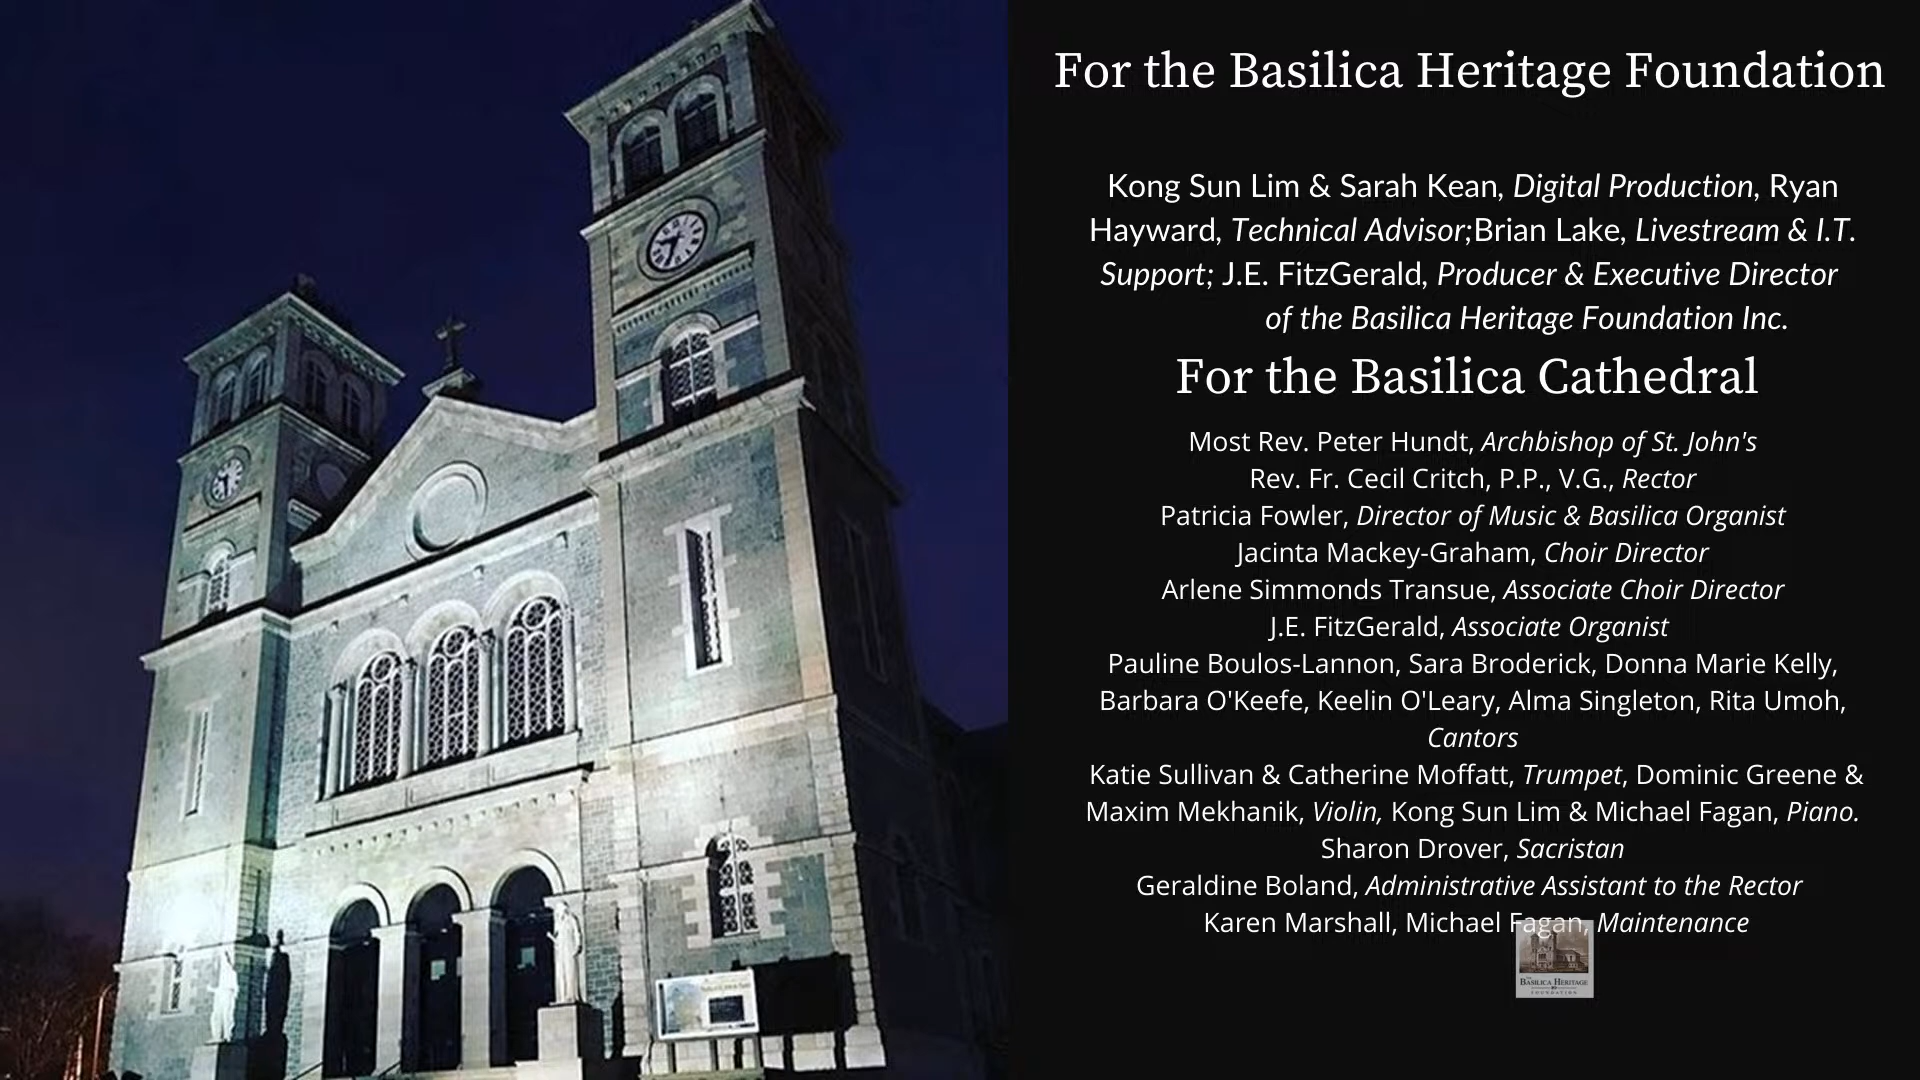 For the Basilica Heritage Foundation
Kong Sun Lim & Sarah Kean, Digital Production, Ryan
Hayward, Technical Advisor;Brian Lake, Livestream & I.T.
Support; J.E. FitzGerald, Producer & Executive Director
of the Basilica Heritage Foundation Inc.
For the Basilica Cathedral
Most Rev. Peter Hundt, Archbishop of St. John's
Rev. Fr. Cecil Critch, P.P., V.G., Rector
Patricia Fowler, Director of Music & Basilica Organist
Jacinta Mackey-Graham, Choir Director
Arlene Simmonds Transue, Associate Choir Director
J.E. FitzGerald, Associate Organist
Pauline Boulos-Lannon, Sara Broderick, Donna Marie Kelly,
Barbara O'Keefe, Keelin O'Leary, Alma Singleton, Rita Umoh,
Cantors
Katie Sullivan & Catherine Moffatt, Trumpet, Dominic Greene &
Maxim Mekhanik, Violin, Kong Sun Lim & Michael Fagan, Piano.
Sharon Drover, Sacristan
Geraldine Boland, Administrative Assistant to the Rector
Karen Marshall, Michael Fagan, Maintenance
BASILICA HERITAGE
FOUNDATION